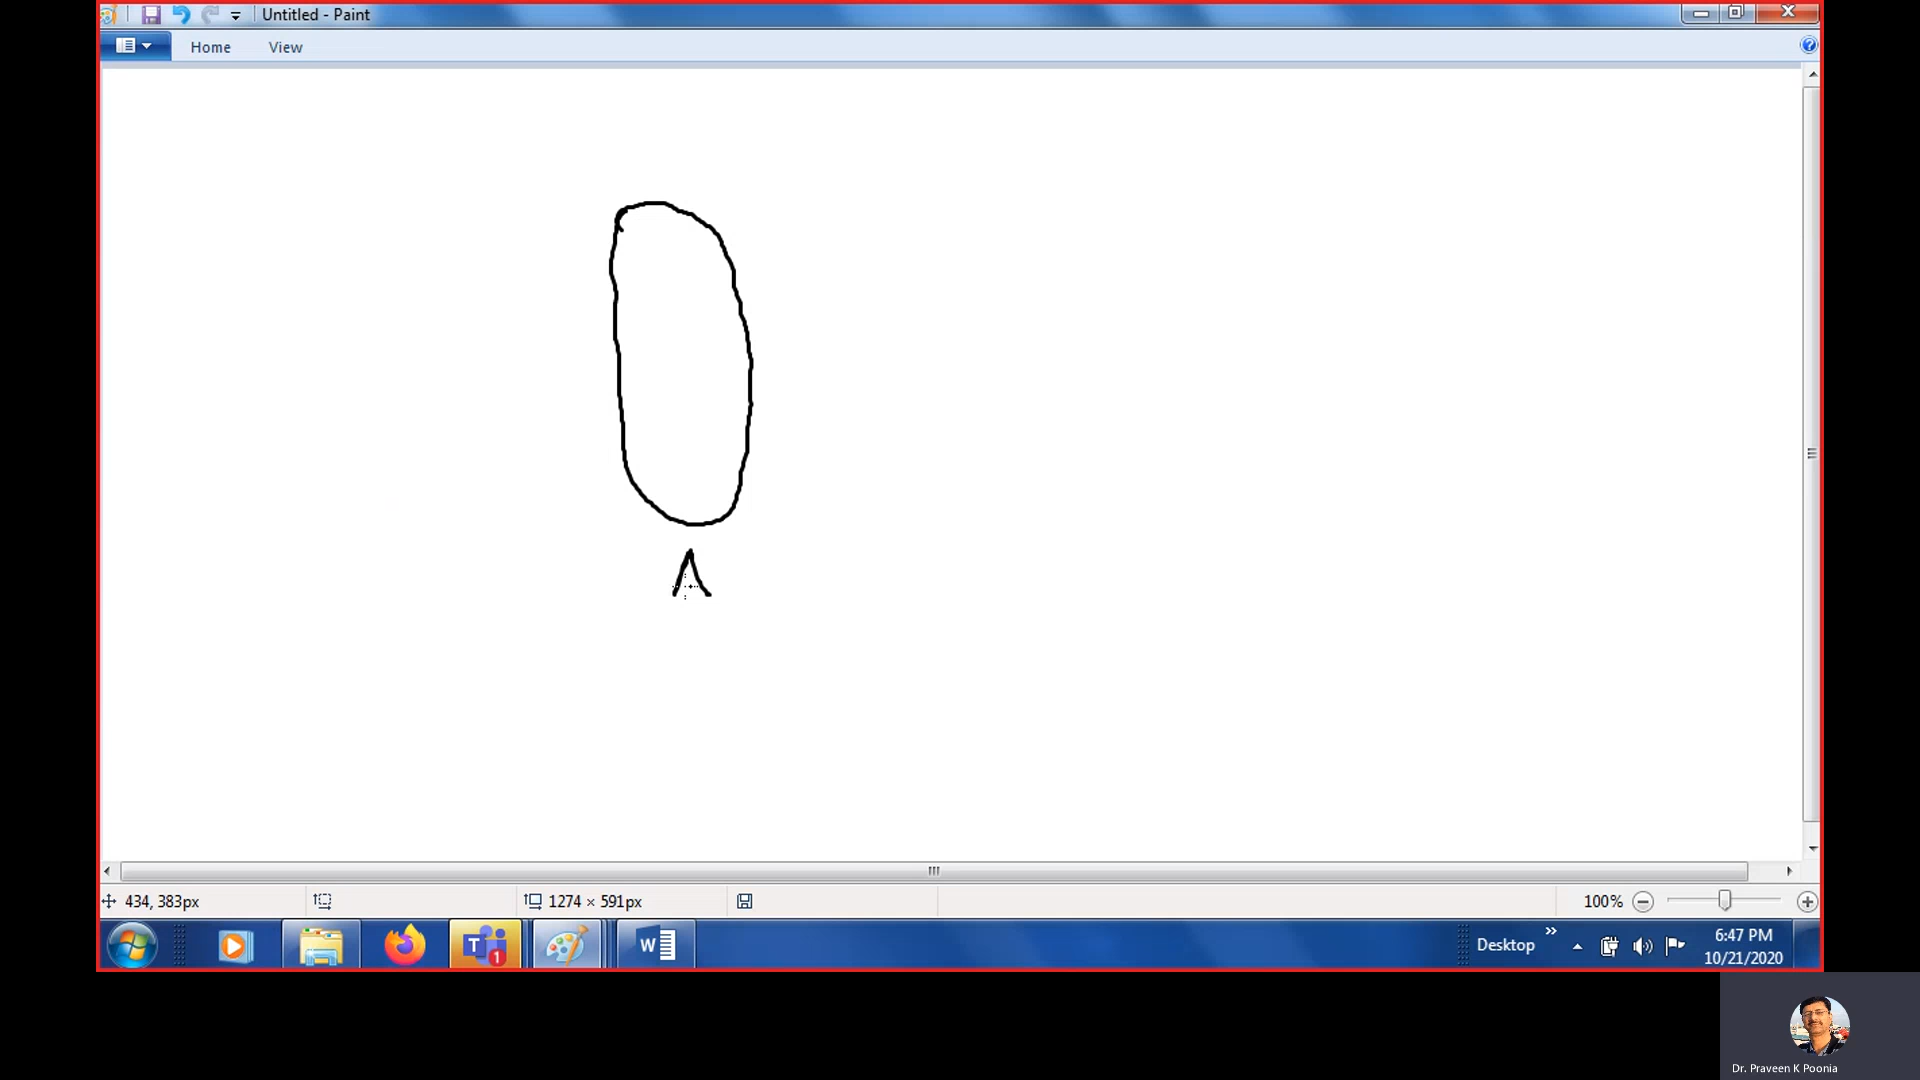 Untitled - Paint
Home View
Λ
434, 383px 1274 × 591px 100%
T 1 W Desktop 6:47 PM
10/21/2020
Dr. Praveen K Poonia